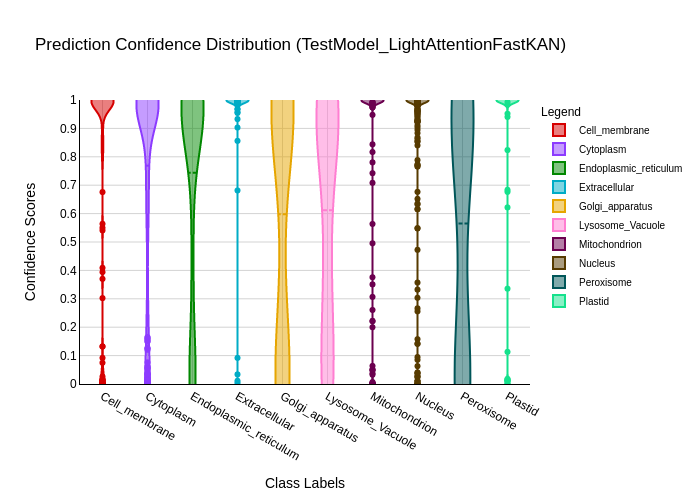 Prediction Confidence Distribution (TestModel_LightAttentionFastKAN)
Confidence Scores
1
0.9
0.8
0.7
0.6
0.5
0.4
0.3
0.2
0.1
0
Cell_membrane
Cytoplasm
Endoplasmic_reticulum
Extracellular
Golgi_apparatus
Lysosome_Vacuole
Mitochondrion
Nucleus
Peroxisome
Plastid
Class Labels
Legend
Cell_membrane
Cytoplasm
Endoplasmic_reticulum
Extracellular
Golgi_apparatus
Lysosome_Vacuole
Mitochondrion
Nucleus
Peroxisome
Plastid